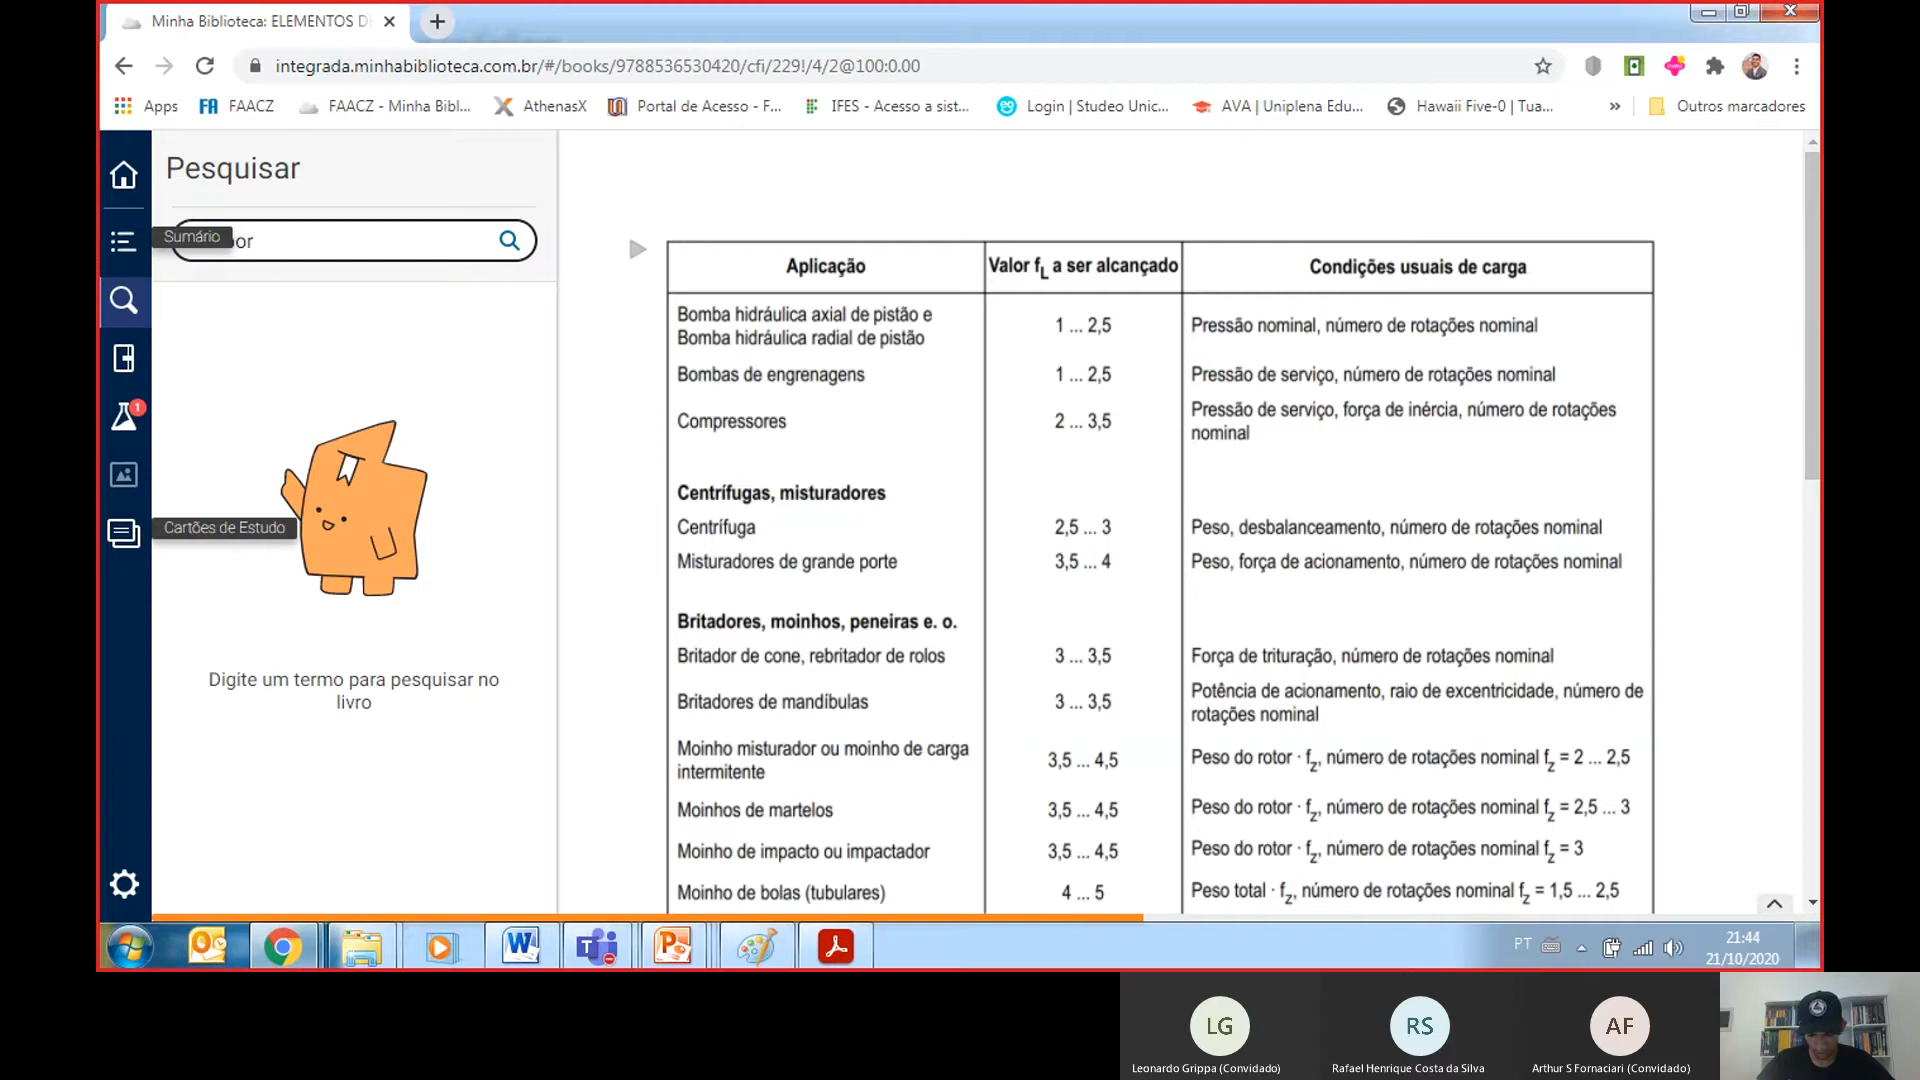 Minha Biblioteca: ELEMENTOS D
integrada.minhabiblioteca.com.br/#/books/9788536530420/cfi/229!/4/2@100:0.00
Apps
FAACZ
FAACZ - Minha Bibl...
AthenasX
Portal de Acesso - F...
IFES - Acesso a sist...
Login | Studeo Unic...
AVA | Uniplena Edu...
Hawaii Five-0 | Tua...
»
Outros marcadores
Pesquisar
Sumário
or
1
Cartões de Estudo
Digite um termo para pesquisar no
livro
Aplicação
Valor fL a ser alcançado
Condições usuais de carga
Bomba hidráulica axial de pistão e
Bomba hidráulica radial de pistão
1 ... 2,5
Pressão nominal, número de rotações nominal
Bombas de engrenagens
1 ... 2,5
Pressão de serviço, número de rotações nominal
Compressores
2 ... 3,5
Pressão de serviço, força de inércia, número de rotações
nominal
Centrífugas, misturadores
Centrífuga
2,5 ... 3
Peso, desbalanceamento, número de rotações nominal
Misturadores de grande porte
3,5 ... 4
Peso, força de acionamento, número de rotações nominal
Britadores, moinhos, peneiras e. o.
Britador de cone, rebritador de rolos
3 ... 3,5
Força de trituração, número de rotações nominal
Britadores de mandíbulas
3 ... 3,5
Potência de acionamento, raio de excentricidade, número de
rotações nominal
Moinho misturador ou moinho de carga
intermitente
3,5 ... 4,5
Peso do rotor · fz, número de rotações nominal fz = 2 ... 2,5
Moinhos de martelos
3,5 ... 4,5
Peso do rotor · fz, número de rotações nominal fz = 2,5 ... 3
Moinho de impacto ou impactador
3,5 ... 4,5
Peso do rotor · fz, número de rotações nominal fz = 3
Moinho de bolas (tubulares)
4 ... 5
Peso total · fz, número de rotações nominal fz = 1,5 ... 2,5
PT
21:44
21/10/2020
LG
RS
AF
Leonardo Grippa (Convidado)
Rafael Henrique Costa da Silva
Arthur S Fornaciari (Convidado)